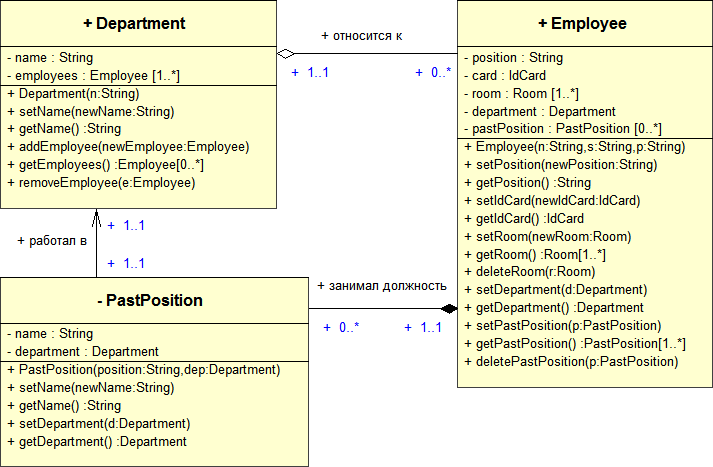 + Department
- name : String
- employees : Employee [1..*]
+ Department(n:String)
+ setName(newName:String)
+ getName() :String
+ addEmployee(newEmployee:Employee)
+ getEmployees() :Employee[0..*]
+ removeEmployee(e:Employee)
+ относится к
+ 1..1
+ 0..*
+ Employee
- position : String
- card : IdCard
- room : Room [1..*]
- department : Department
- pastPosition : PastPosition [0..*]
+ Employee(n:String,s:String,p:String)
+ setPosition(newPosition:String)
+ getPosition() :String
+ setIdCard(newIdCard:IdCard)
+ getIdCard() :IdCard
+ setRoom(newRoom:Room)
+ getRoom() :Room[1..*]
+ deleteRoom(r:Room)
+ setDepartment(d:Department)
+ getDepartment() :Department
+ setPastPosition(p:PastPosition)
+ getPastPosition() :PastPosition[1..*]
+ deletePastPosition(p:PastPosition)
+ 1..1
+ работал в
+ 1..1
+ занимал должность
+ 0..*
+ 1..1
- PastPosition
- name : String
- department : Department
+ PastPosition(position:String,dep:Department)
+ setName(newName:String)
+ getName() :String
+ setDepartment(d:Department)
+ getDepartment() :Department